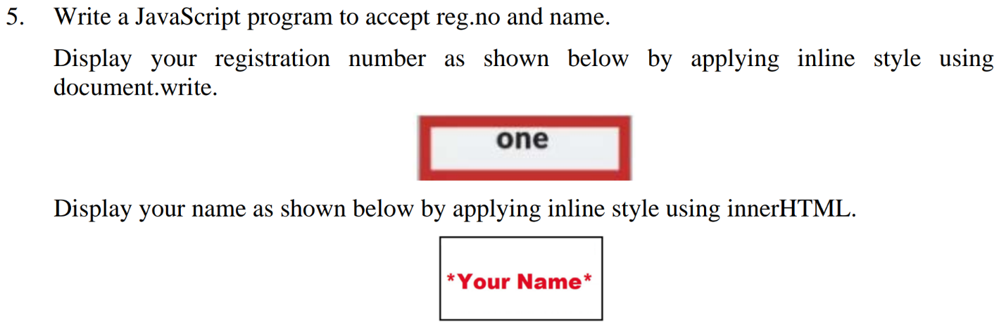 5. Write a JavaScript program to accept reg.no and name.
Display your registration number as shown below by applying inline style using
document.write.
one
Display your name as shown below by applying inline style using innerHTML.
*Your Name*